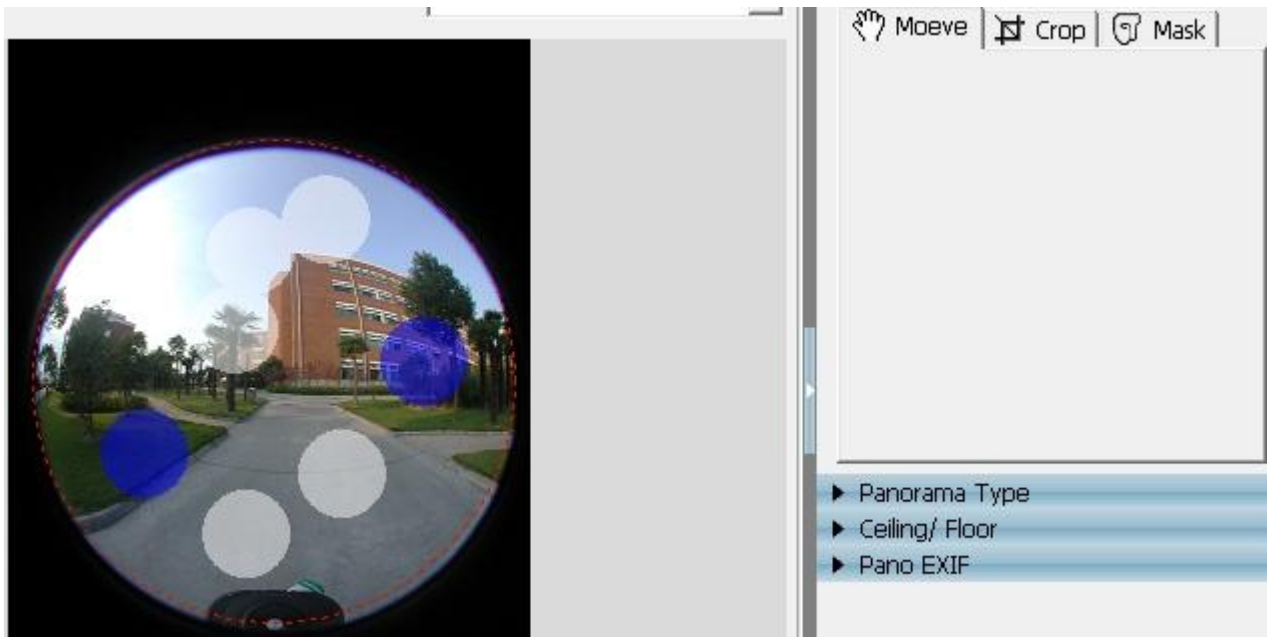 Moeve Crop Mask
Panorama Type
Ceiling/ Floor
Pano EXIF